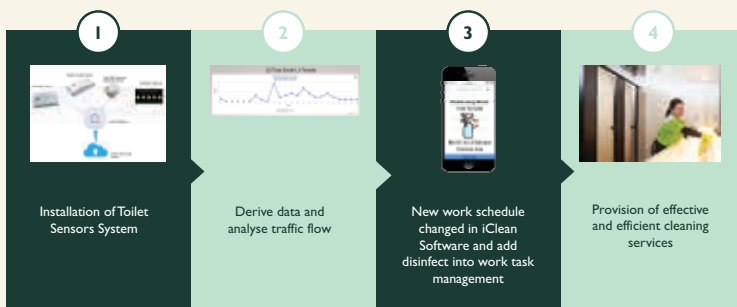 1
Installation of Toilet
Sensors System
2
Derive data and
analyse traffic flow
3
New work schedule
changed in iClean
Software and add
disinfect into work task
management
4
Provision of effective
and efficient cleaning
services